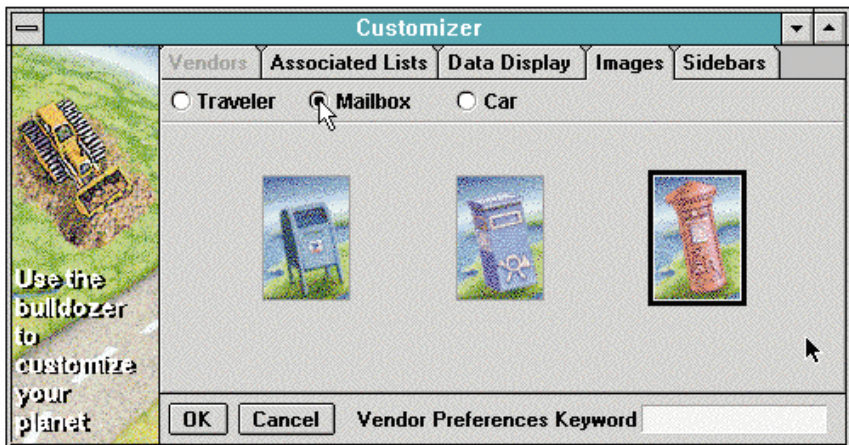 Customizer
Vendors Associated Lists Data Display Images Sidebars
Traveler Mailbox Car
Use the
bulldozer
to
customize
your
planet
OK Cancel Vendor Preferences Keyword